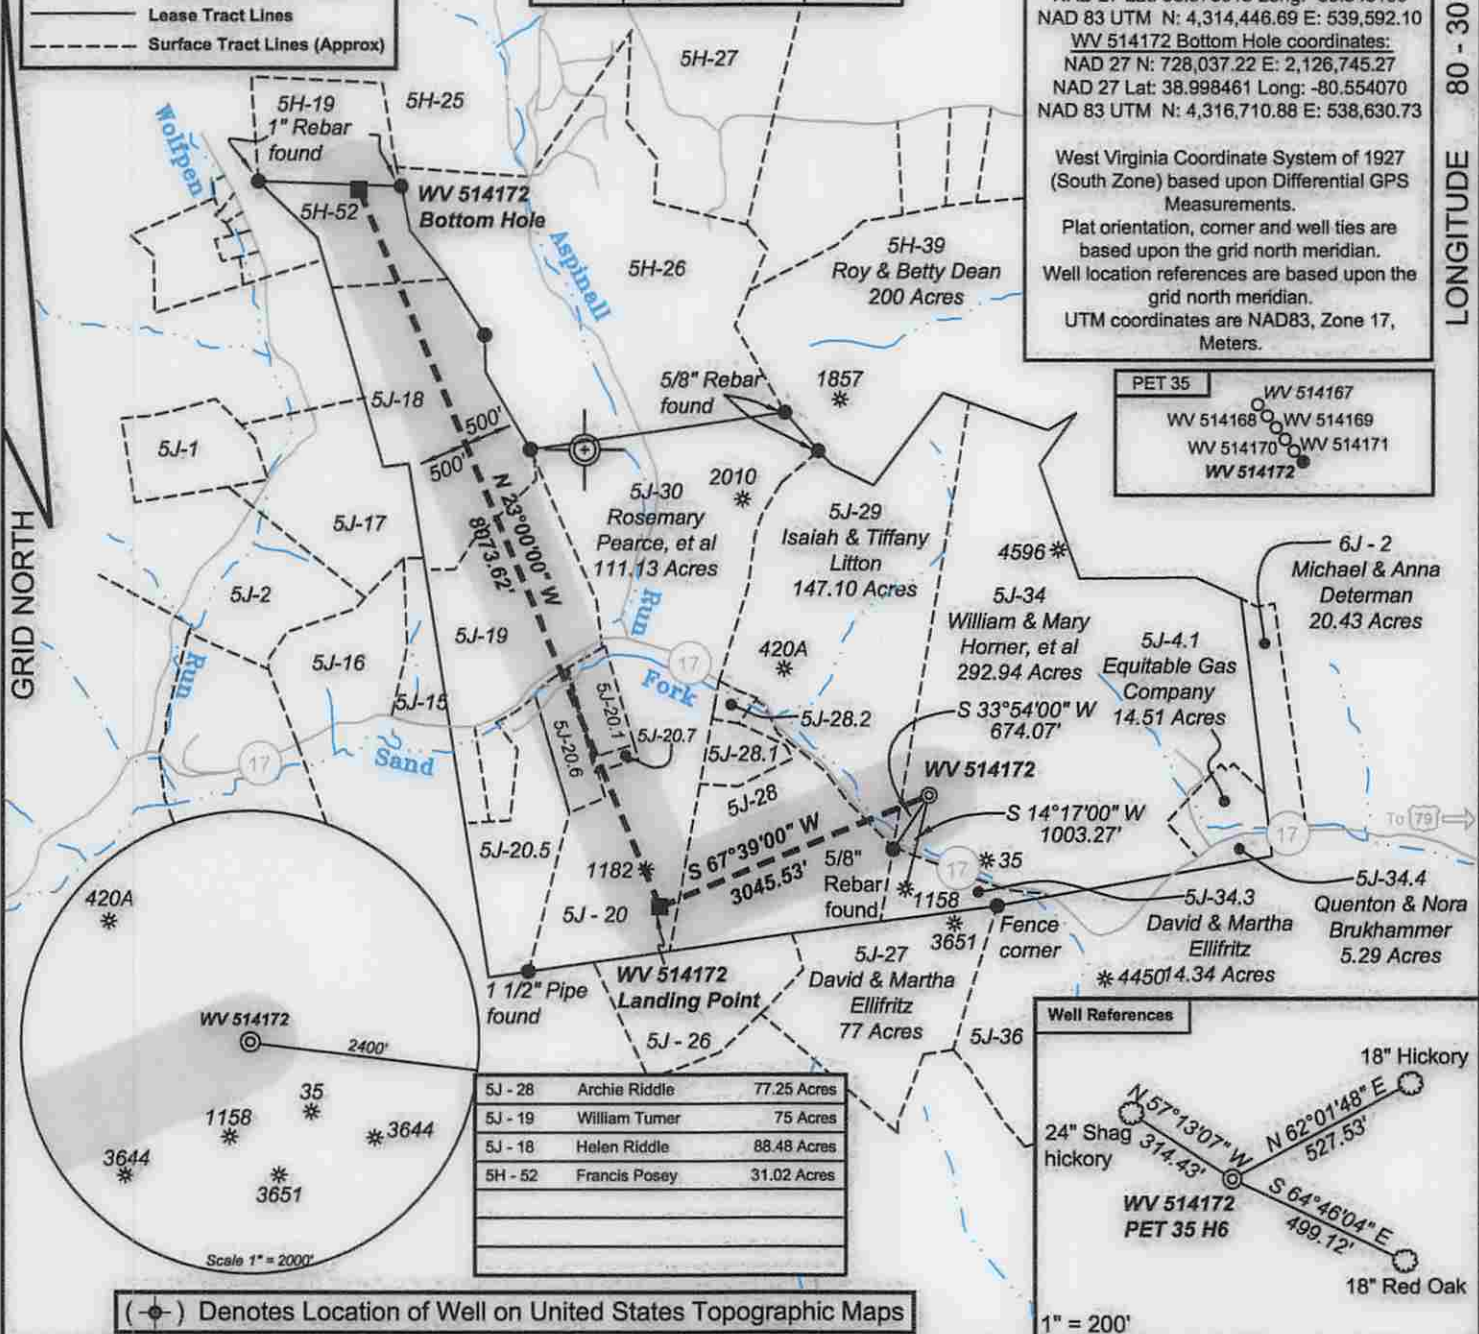 Lease Tract Lines
Surface Tract Lines (Approx)
NAD 83 UTM N: 4,314,446.69 E: 539,592.10
WV 514172 Bottom Hole coordinates:
NAD 27 N: 728,037.22 E: 2,126,745.27
NAD 27 Lat: 38.998461 Long: -80.554070
NAD 83 UTM N: 4,316,710.88 E: 538,630.73
West Virginia Coordinate System of 1927
(South Zone) based upon Differential GPS
Measurements.
Plat orientation, corner and well ties are
based upon the grid north meridian.
Well location references are based upon the
grid north meridian.
UTM coordinates are NAD83, Zone 17,
Meters.
LONGITUDE 80 - 30
GRID NORTH
5H-27
5H-19
5H-25
1" Rebar
found
Wolfpen
Run
5H-52
WV 514172
Bottom Hole
Aspinall
Run
5H-26
5H-39
Roy & Betty Dean
200 Acres
5/8" Rebar
found
1857
PET 35
WV 514167
WV 514168
WV 514169
WV 514170
WV 514171
WV 514172
5J-18
5J-1
500'
500'
N 23°00'00" W
8073.62'
2010
5J-30
Rosemary
Pearce, et al
111.13 Acres
5J-29
Isaiah & Tiffany
Litton
147.10 Acres
4596
6J - 2
Michael & Anna
Determan
20.43 Acres
5J-17
5J-2
5J-19
5J-16
5J-15
5J-34
William & Mary
Horner, et al
292.94 Acres
5J-4.1
Equitable Gas
Company
14.51 Acres
420A
17
Fork
Sand
17
5J-20.1
5J-20.6
5J-20.7
5J-28.2
5J-28.1
5J-28
S 33°54'00" W
674.07'
WV 514172
S 14°17'00" W
1003.27'
S 67°39'00" W
3045.53'
5J-20.5
1182
5J - 20
5/8"
Rebar
found
1158
17
35
3651
Fence
corner
17
To 79
5J-34.3
David & Martha
Ellifritz
14.34 Acres
4450
5J-34.4
Quenton & Nora
Brukhammer
5.29 Acres
1 1/2" Pipe
found
WV 514172
Landing Point
5J - 26
5J-27
David & Martha
Ellifritz
77 Acres
5J-36
420A
WV 514172
2400'
35
1158
3644
3644
3651
Scale 1" = 2000'
5J - 28 Archie Riddle 77.25 Acres
5J - 19 William Turner 75 Acres
5J - 18 Helen Riddle 88.48 Acres
5H - 52 Francis Posey 31.02 Acres
Well References
18" Hickory
N 57°13'07" W
314.43'
24" Shag
hickory
N 62°01'48" E
527.53'
WV 514172
PET 35 H6
S 64°46'04" E
499.12'
18" Red Oak
1" = 200'
( ) Denotes Location of Well on United States Topographic Maps